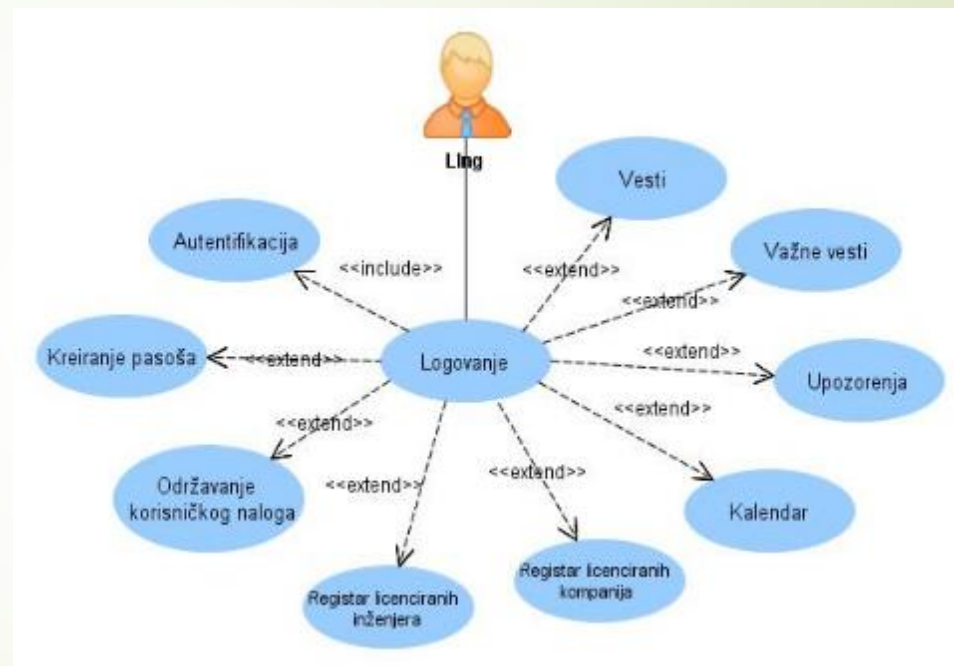 LIng
Vesti
Autentifikacija
Važne vesti
<<include>>
<<extend>>
<<extend>>
Kreiranje pasoša
<<extend>>
Logovanje
<<extend>>
Upozorenja
<<extend>>
<<extend>>
Održavanje
korisničkog naloga
<<extend>>
<<extend>>
Kalendar
Registar licenciranih
inženjera
Registar licenciranih
kompanija